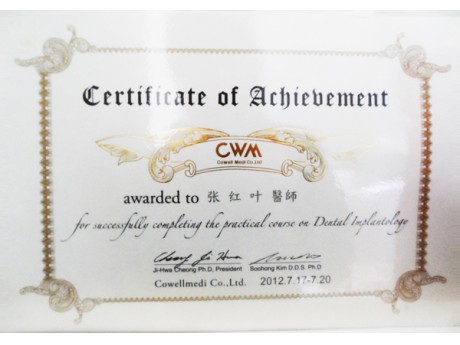 Certificate of Achievement
CWM
Cowell Medi Co.,Ltd
awarded to 张 红 叶 醫師
for successfully completing the practical course on Dental Implantology
Ji-Hwa Cheong Ph.D, President Soohong Kim D.D.S. Ph.D
Cowellmedi Co., Ltd. 2012.7.17-7.20